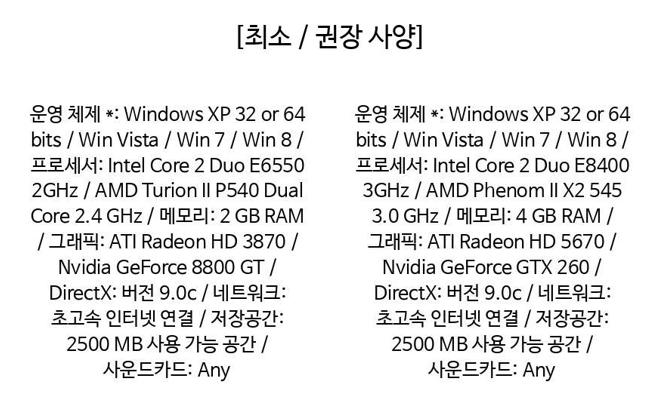 [최소 / 권장 사양]
운영 체제 *: Windows XP 32 or 64
bits / Win Vista / Win 7 / Win 8 /
프로세서: Intel Core 2 Duo E6550
2GHz / AMD Turion II P540 Dual
Core 2.4 GHz / 메모리: 2 GB RAM
/ 그래픽: ATI Radeon HD 3870 /
Nvidia GeForce 8800 GT /
DirectX: 버전 9.0c / 네트워크:
초고속 인터넷 연결 / 저장공간:
2500 MB 사용 가능 공간 /
사운드카드: Any
운영 체제 *: Windows XP 32 or 64
bits / Win Vista / Win 7 / Win 8 /
프로세서: Intel Core 2 Duo E8400
3GHz / AMD Phenom II X2 545
3.0 GHz / 메모리: 4 GB RAM /
그래픽: ATI Radeon HD 5670 /
Nvidia GeForce GTX 260 /
DirectX: 버전 9.0c / 네트워크:
초고속 인터넷 연결 / 저장공간:
2500 MB 사용 가능 공간 /
사운드카드: Any